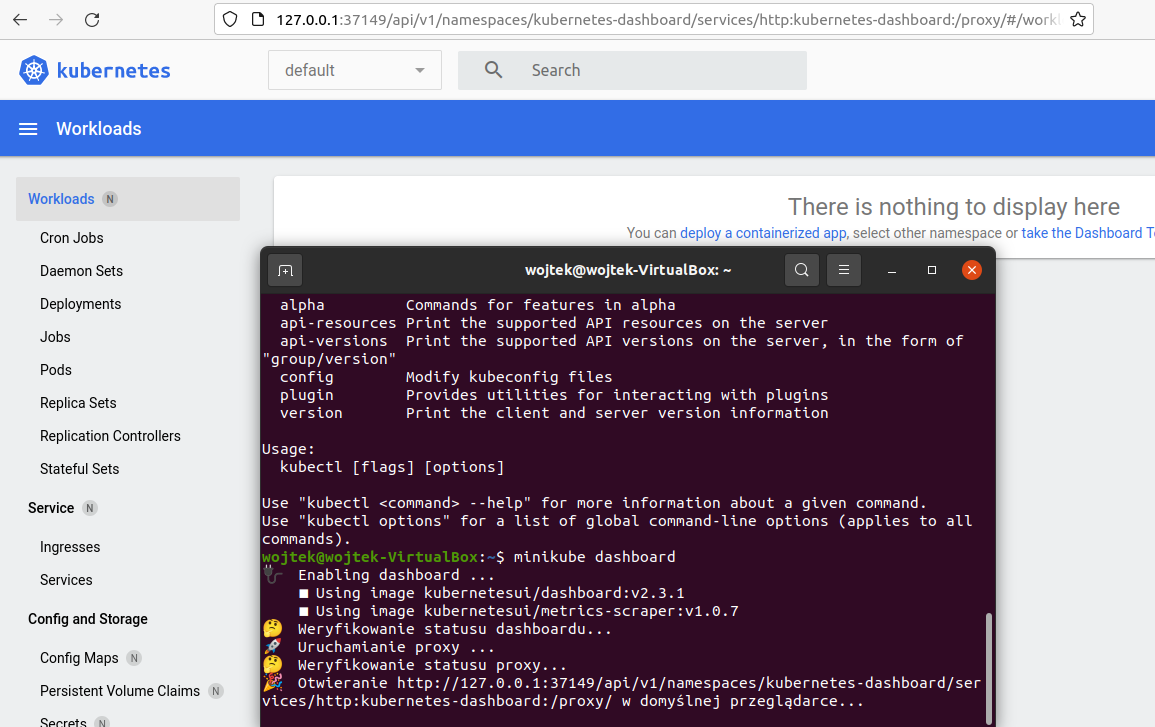 127.0.0.1:37149/api/v1/namespaces/kubernetes-dashboard/services/http:kubernetes-dashboard:/proxy/#/workl
kubernetes
default
Search
Workloads
Workloads N
Cron Jobs
Daemon Sets
Deployments
Jobs
Pods
Replica Sets
Replication Controllers
Stateful Sets
Service N
Ingresses
Services
Config and Storage
Config Maps N
Persistent Volume Claims N
Secrets N
There is nothing to display here
You can deploy a containerized app, select other namespace or take the Dashboard T
wojtek@wojtek-VirtualBox: ~
alpha Commands for features in alpha
api-resources Print the supported API resources on the server
api-versions Print the supported API versions on the server, in the form of
"group/version"
config Modify kubeconfig files
plugin Provides utilities for interacting with plugins
version Print the client and server version information
Usage:
kubectl [flags] [options]
Use "kubectl <command> --help" for more information about a given command.
Use "kubectl options" for a list of global command-line options (applies to all
commands).
wojtek@wojtek-VirtualBox:~$ minikube dashboard
🔌 Enabling dashboard ...
■ Using image kubernetesui/dashboard:v2.3.1
■ Using image kubernetesui/metrics-scraper:v1.0.7
🤔 Weryfikowanie statusu dashboardu...
🚀 Uruchamianie proxy ...
🤔 Weryfikowanie statusu proxy...
🎉 Otwieranie http://127.0.0.1:37149/api/v1/namespaces/kubernetes-dashboard/ser
vices/http:kubernetes-dashboard:/proxy/ w domyślnej przeglądarce...